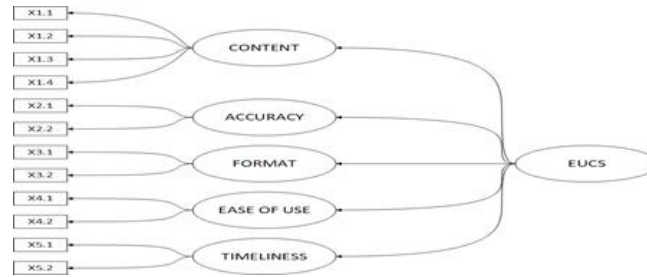 X1.1
X1.2
X1.3
X1.4
X2.1
X2.2
X3.1
X3.2
X4.1
X4.2
X5.1
X5.2
CONTENT
ACCURACY
FORMAT
EASE OF USE
TIMELINESS
EUCS